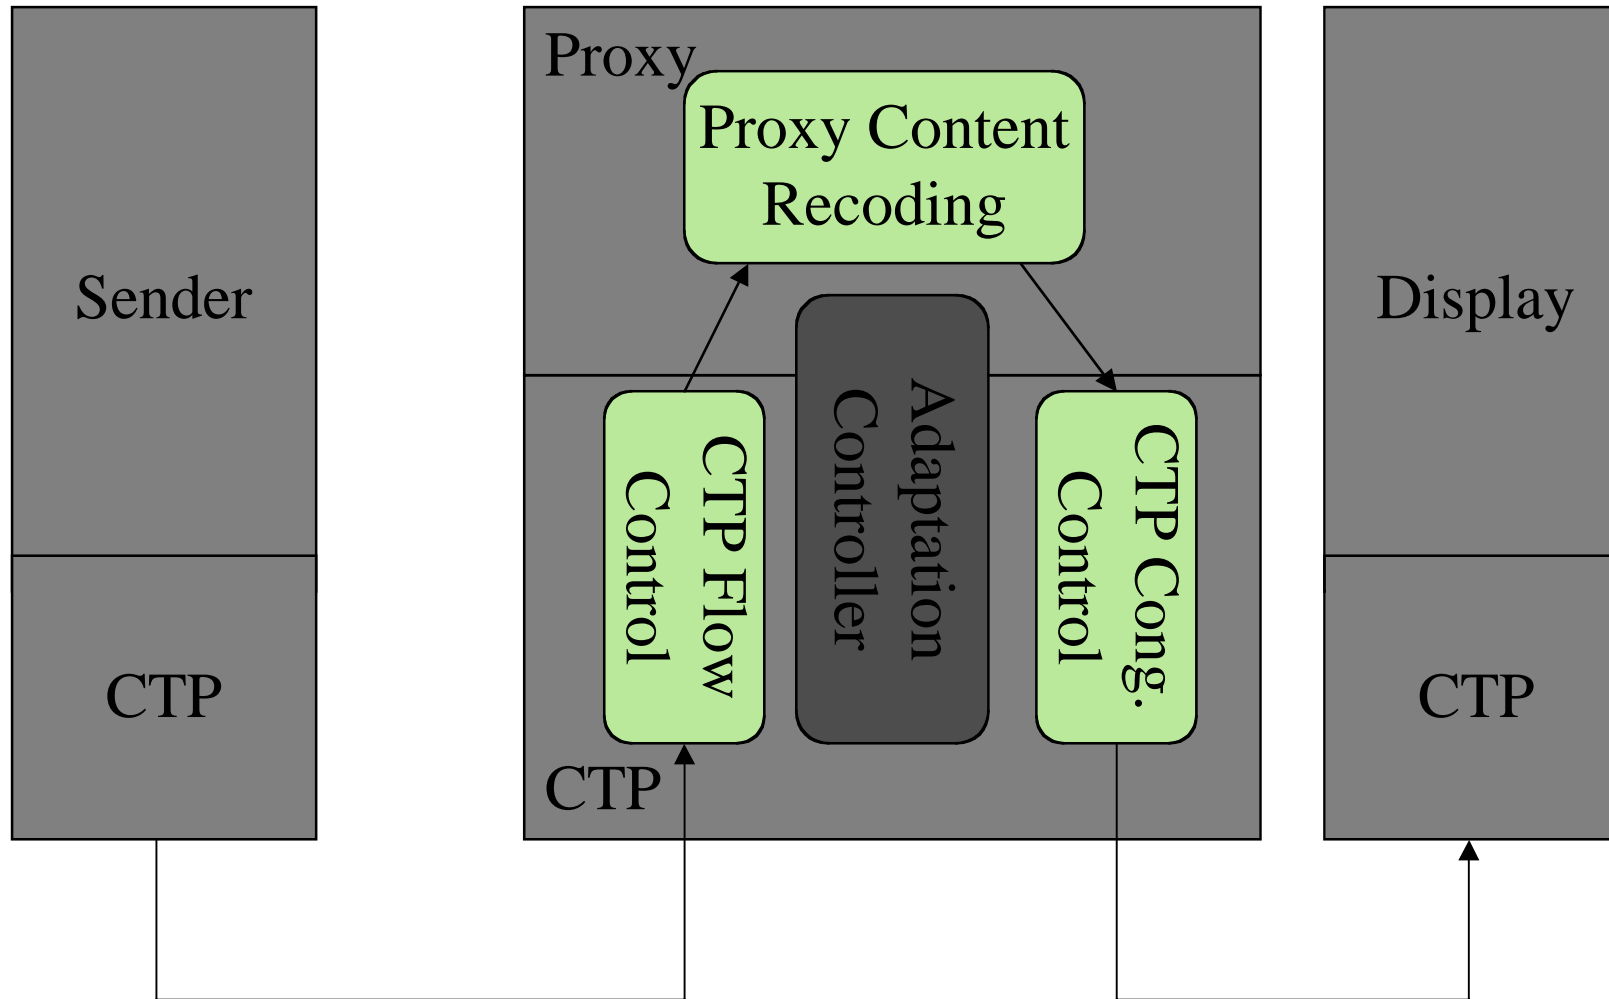 Sender
CTP
Proxy
Proxy Content
Recoding
CTP Flow
Control
Adaptation
Controller
CTP Cong.
Control
CTP
Display
CTP